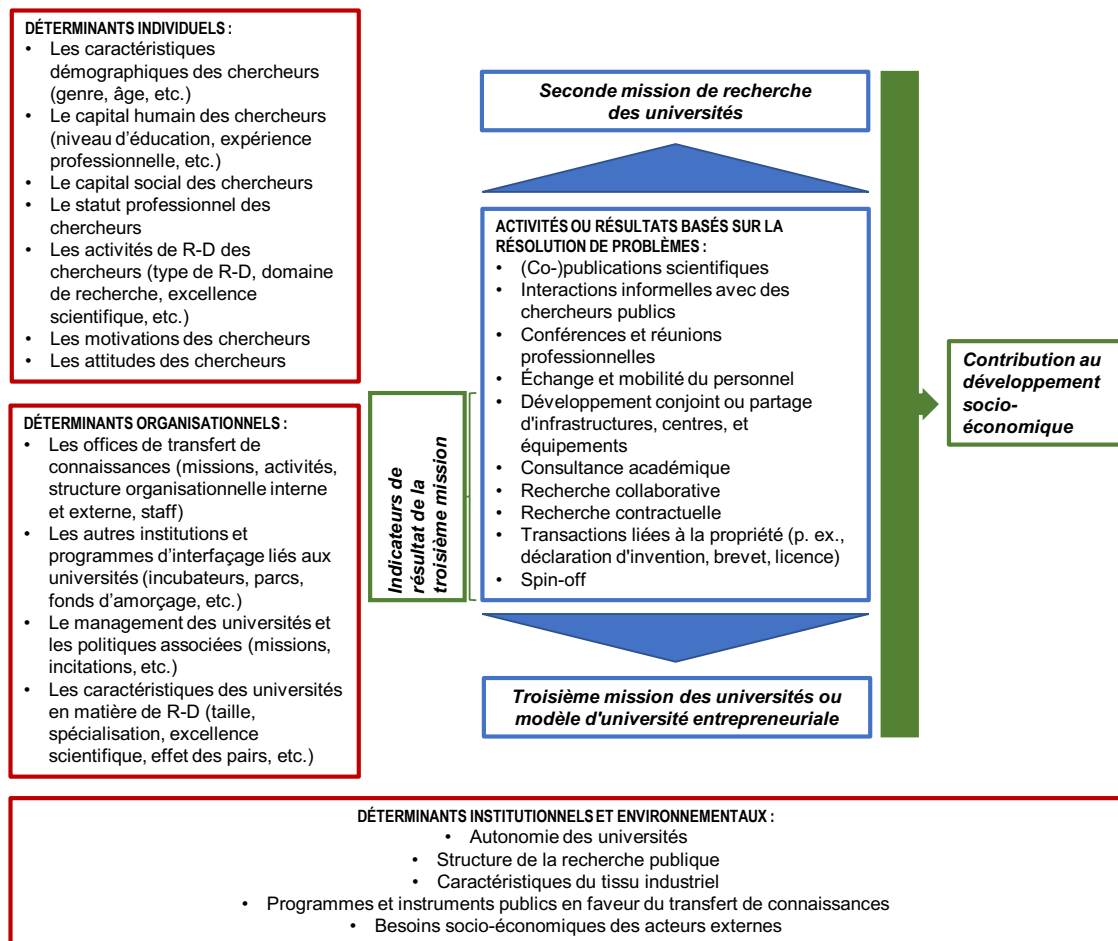 DÉTERMINANTS INDIVIDUELS :
• Les caractéristiques
démographiques des chercheurs
(genre, âge, etc.)
• Le capital humain des chercheurs
(niveau d'éducation, expérience
professionnelle, etc.)
• Le capital social des chercheurs
• Le statut professionnel des
chercheurs
• Les activités de R-D des
chercheurs (type de R-D, domaine
de recherche, excellence
scientifique, etc.)
• Les motivations des chercheurs
• Les attitudes des chercheurs
DÉTERMINANTS ORGANISATIONNELS :
• Les offices de transfert de
connaissances (missions, activités,
structure organisationnelle interne
et externe, staff)
• Les autres institutions et
programmes d'interfaçage liés aux
universités (incubateurs, parcs,
fonds d'amorçage, etc.)
• Le management des universités et
les politiques associées (missions,
incitations, etc.)
• Les caractéristiques des universités
en matière de R-D (taille,
spécialisation, excellence
scientifique, effet des pairs, etc.)
Indicateurs de
résultat de la
troisième mission
Seconde mission de recherche
des universités
ACTIVITÉS OU RÉSULTATS BASÉS SUR LA
RÉSOLUTION DE PROBLÈMES :
• (Co-)publications scientifiques
• Interactions informelles avec des
chercheurs publics
• Conférences et réunions
professionnelles
• Échange et mobilité du personnel
• Développement conjoint ou partage
d'infrastructures, centres, et
équipements
• Consultance académique
• Recherche collaborative
• Recherche contractuelle
• Transactions liées à la propriété (p. ex.,
déclaration d'invention, brevet, licence)
• Spin-off
Troisième mission des universités ou
modèle d'université entrepreneuriale
Contribution au
développement
socio-
économique
DÉTERMINANTS INSTITUTIONNELS ET ENVIRONNEMENTAUX :
• Autonomie des universités
• Structure de la recherche publique
• Caractéristiques du tissu industriel
• Programmes et instruments publics en faveur du transfert de connaissances
• Besoins socio-économiques des acteurs externes